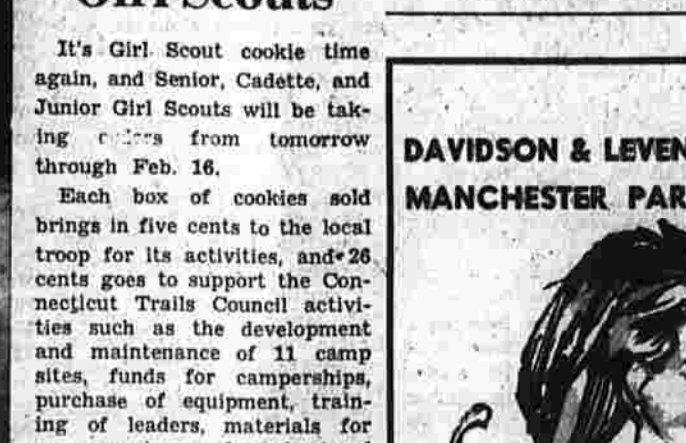 Girl Scouts
It's Girl Scout cookie time
again, and Senior, Cadette, and
Junior Girl Scouts will be tak-
ing from tomorrow
through Feb. 16.
Each box of cookies sold
brings in five cents to the local
troop for its activities, and 26
cents goes to support the Con-
necticut Trails Council activi-
ties such as the development
and maintenance of 11 camp
sites, funds for camperships,
purchase of equipment, train-
ing of leaders, materials for
DAVIDSON & LEVEN
MANCHESTER PAR